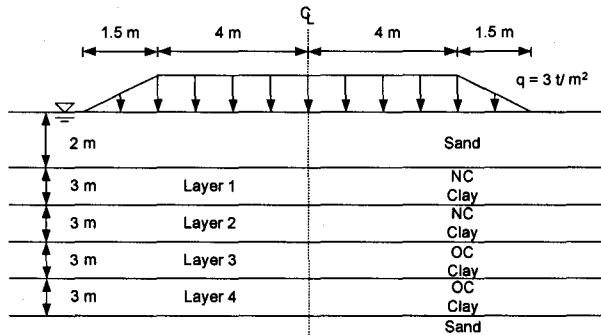 ℄
1.5 m 4 m 4 m 1.5 m
q = 3 t/ m²
2 m Sand
3 m Layer 1 NC Clay
3 m Layer 2 NC Clay
3 m Layer 3 OC Clay
3 m Layer 4 OC Clay
Sand